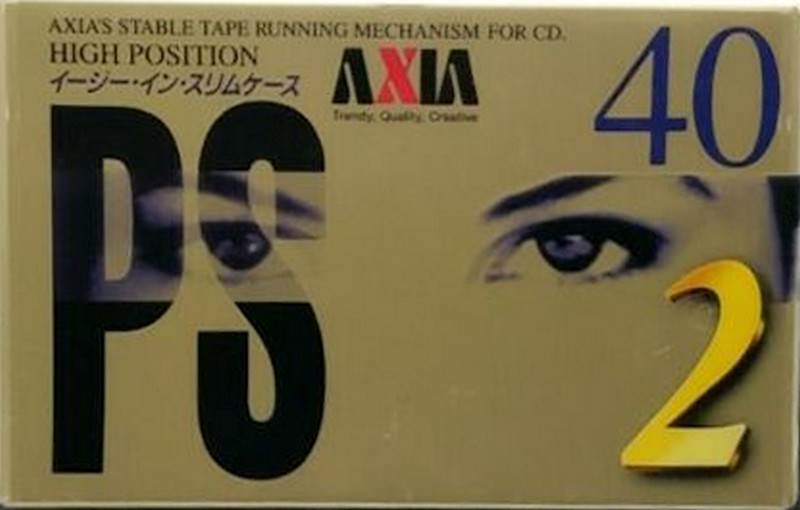 AXIA'S STABLE TAPE RUNNING MECHANISM FOR CD.
HIGH POSITION
イージー・イン・スリムケース
AXIA
Trendy, Quality, Creative
40
PS
2